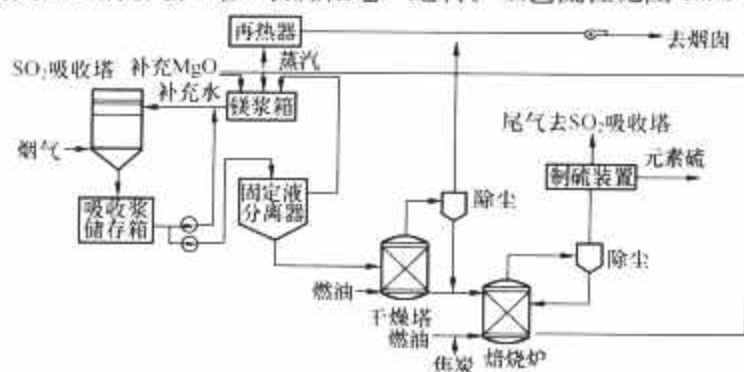 再热器
去烟囱
蒸汽
SO₂吸收塔
补充MgO
补充水
镁浆箱
烟气
尾气去SO₂吸收塔
元素硫
制硫装置
吸收浆
储存箱
固定液
分离器
除尘
除尘
燃油
干燥塔
燃油
焦炭
焙烧炉